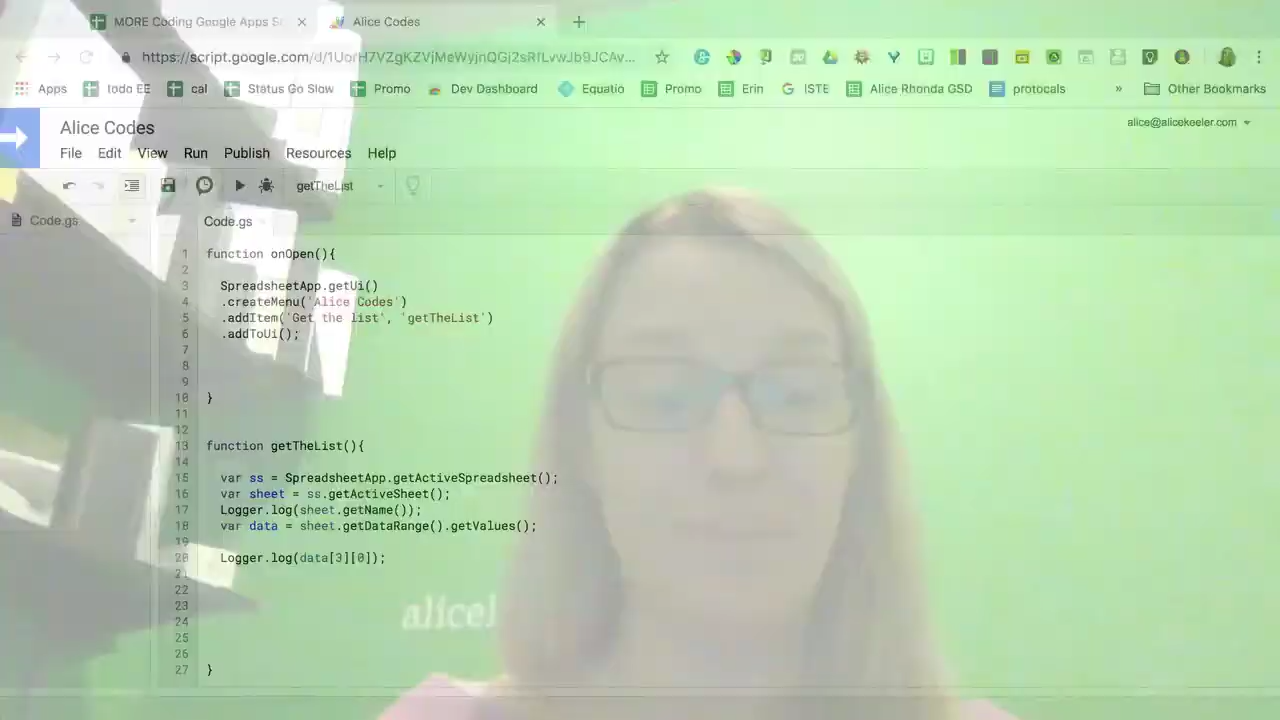 MORE Coding Google Apps Sc
Alice Codes
Apps
todo EE
cal
Status Go Slow
Promo
Dev Dashboard
Equatio
Promo
Erin
ISTE
Alice Rhonda GSD
protocals
»
Other Bookmarks
Alice Codes
alice@alicekeeler.com
File Edit View Run Publish Resources Help
getTheList
Code.gs
Code.gs
1 function onOpen(){
2
3 SpreadsheetApp.getUi()
4 .createMenu('Alice Codes')
5 .addItem('Get the list', 'getTheList')
6 .addToUi();
7
8
9
10 }
11
12
13 function getTheList(){
14
15 var ss = SpreadsheetApp.getActiveSpreadsheet();
16 var sheet = ss.getActiveSheet();
17 Logger.log(sheet.getName());
18 var data = sheet.getDataRange().getValues();
19
20 Logger.log(data[3][0]);
21
22
23
24
25
26
27 }